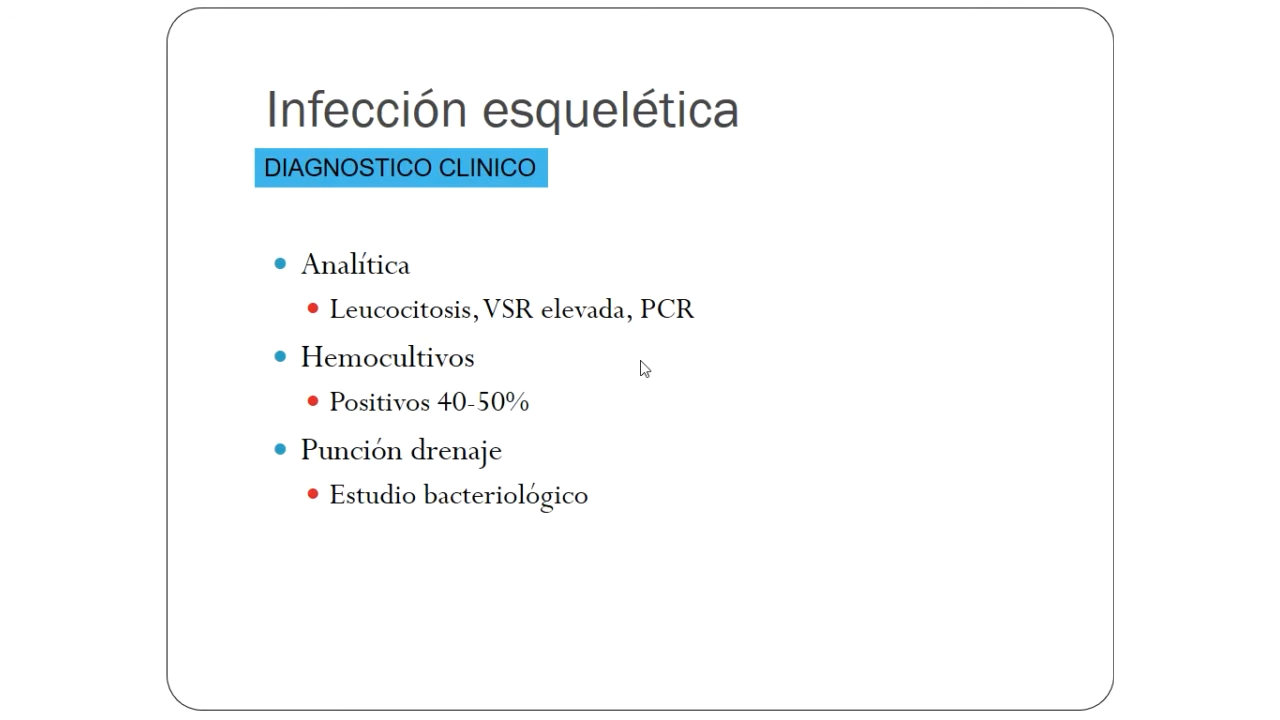 Infección esquelética
DIAGNOSTICO CLINICO
Analítica
Leucocitosis, VSR elevada, PCR
Hemocultivos
Positivos 40-50%
Punción drenaje
Estudio bacteriológico